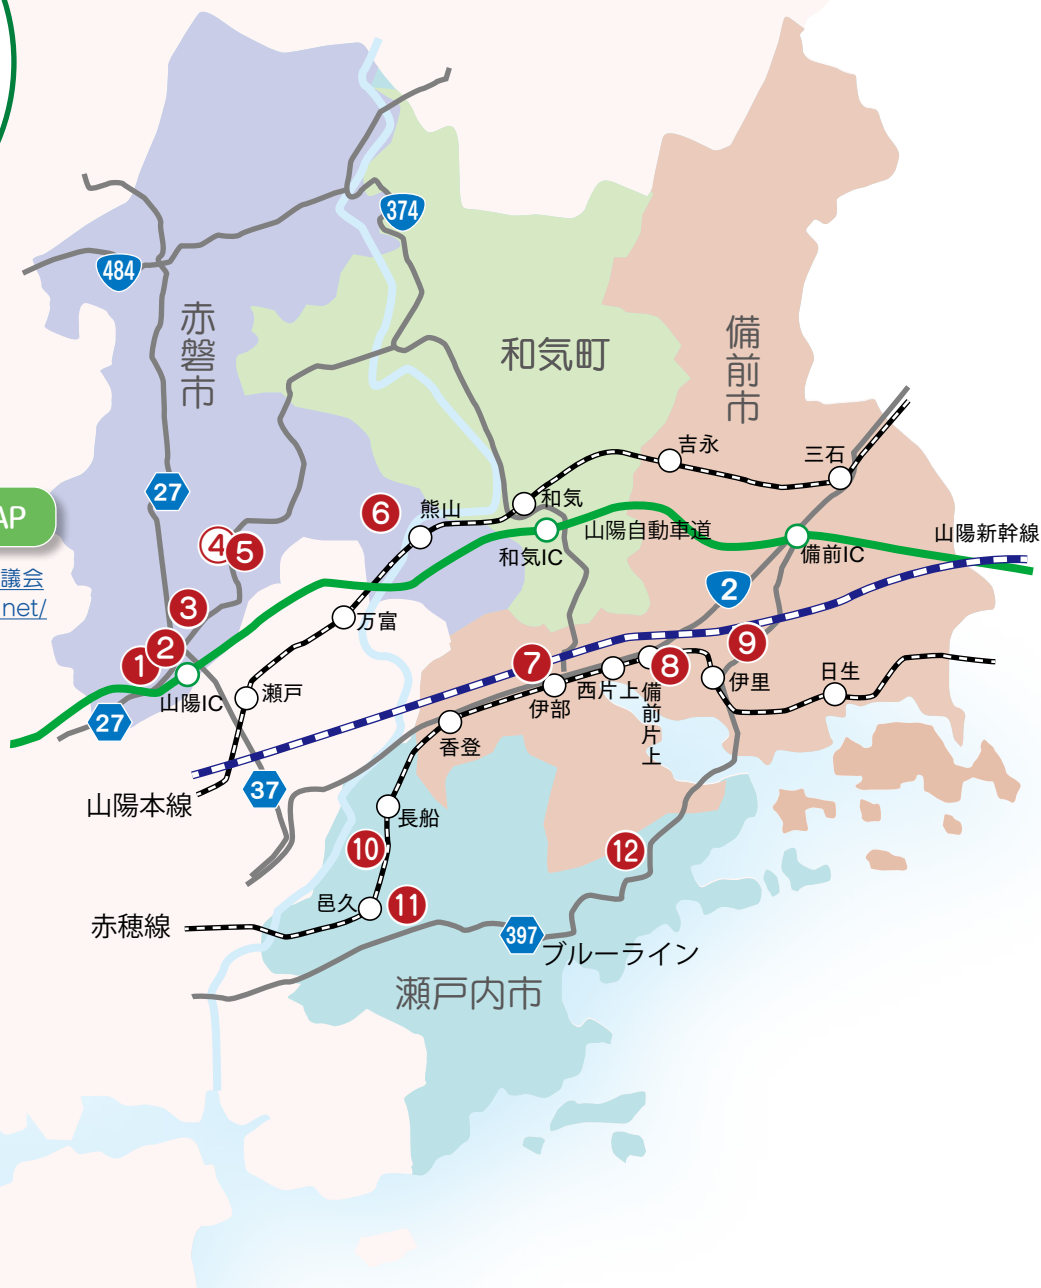 374
484
赤磐市
和気町
備前市
吉永
三石
27
AP
議会
net/
6
熊山
和気
山陽自動車道
和気IC
備前IC
山陽新幹線
4
5
2
3
万富
1
2
7
8
9
山陽IC
瀬戸
伊部
西片上
備前片上
伊里
日生
27
香登
37
山陽本線
長船
10
12
邑久
11
赤穂線
397
ブルーライン
瀬戸内市